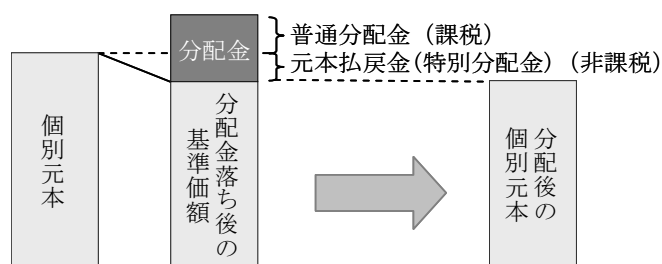 普通分配金（課税）
分配金
元本払戻金（特別分配金）（非課税）
個別元本
分配金落ち後の
基準価額
分配後の
個別元本